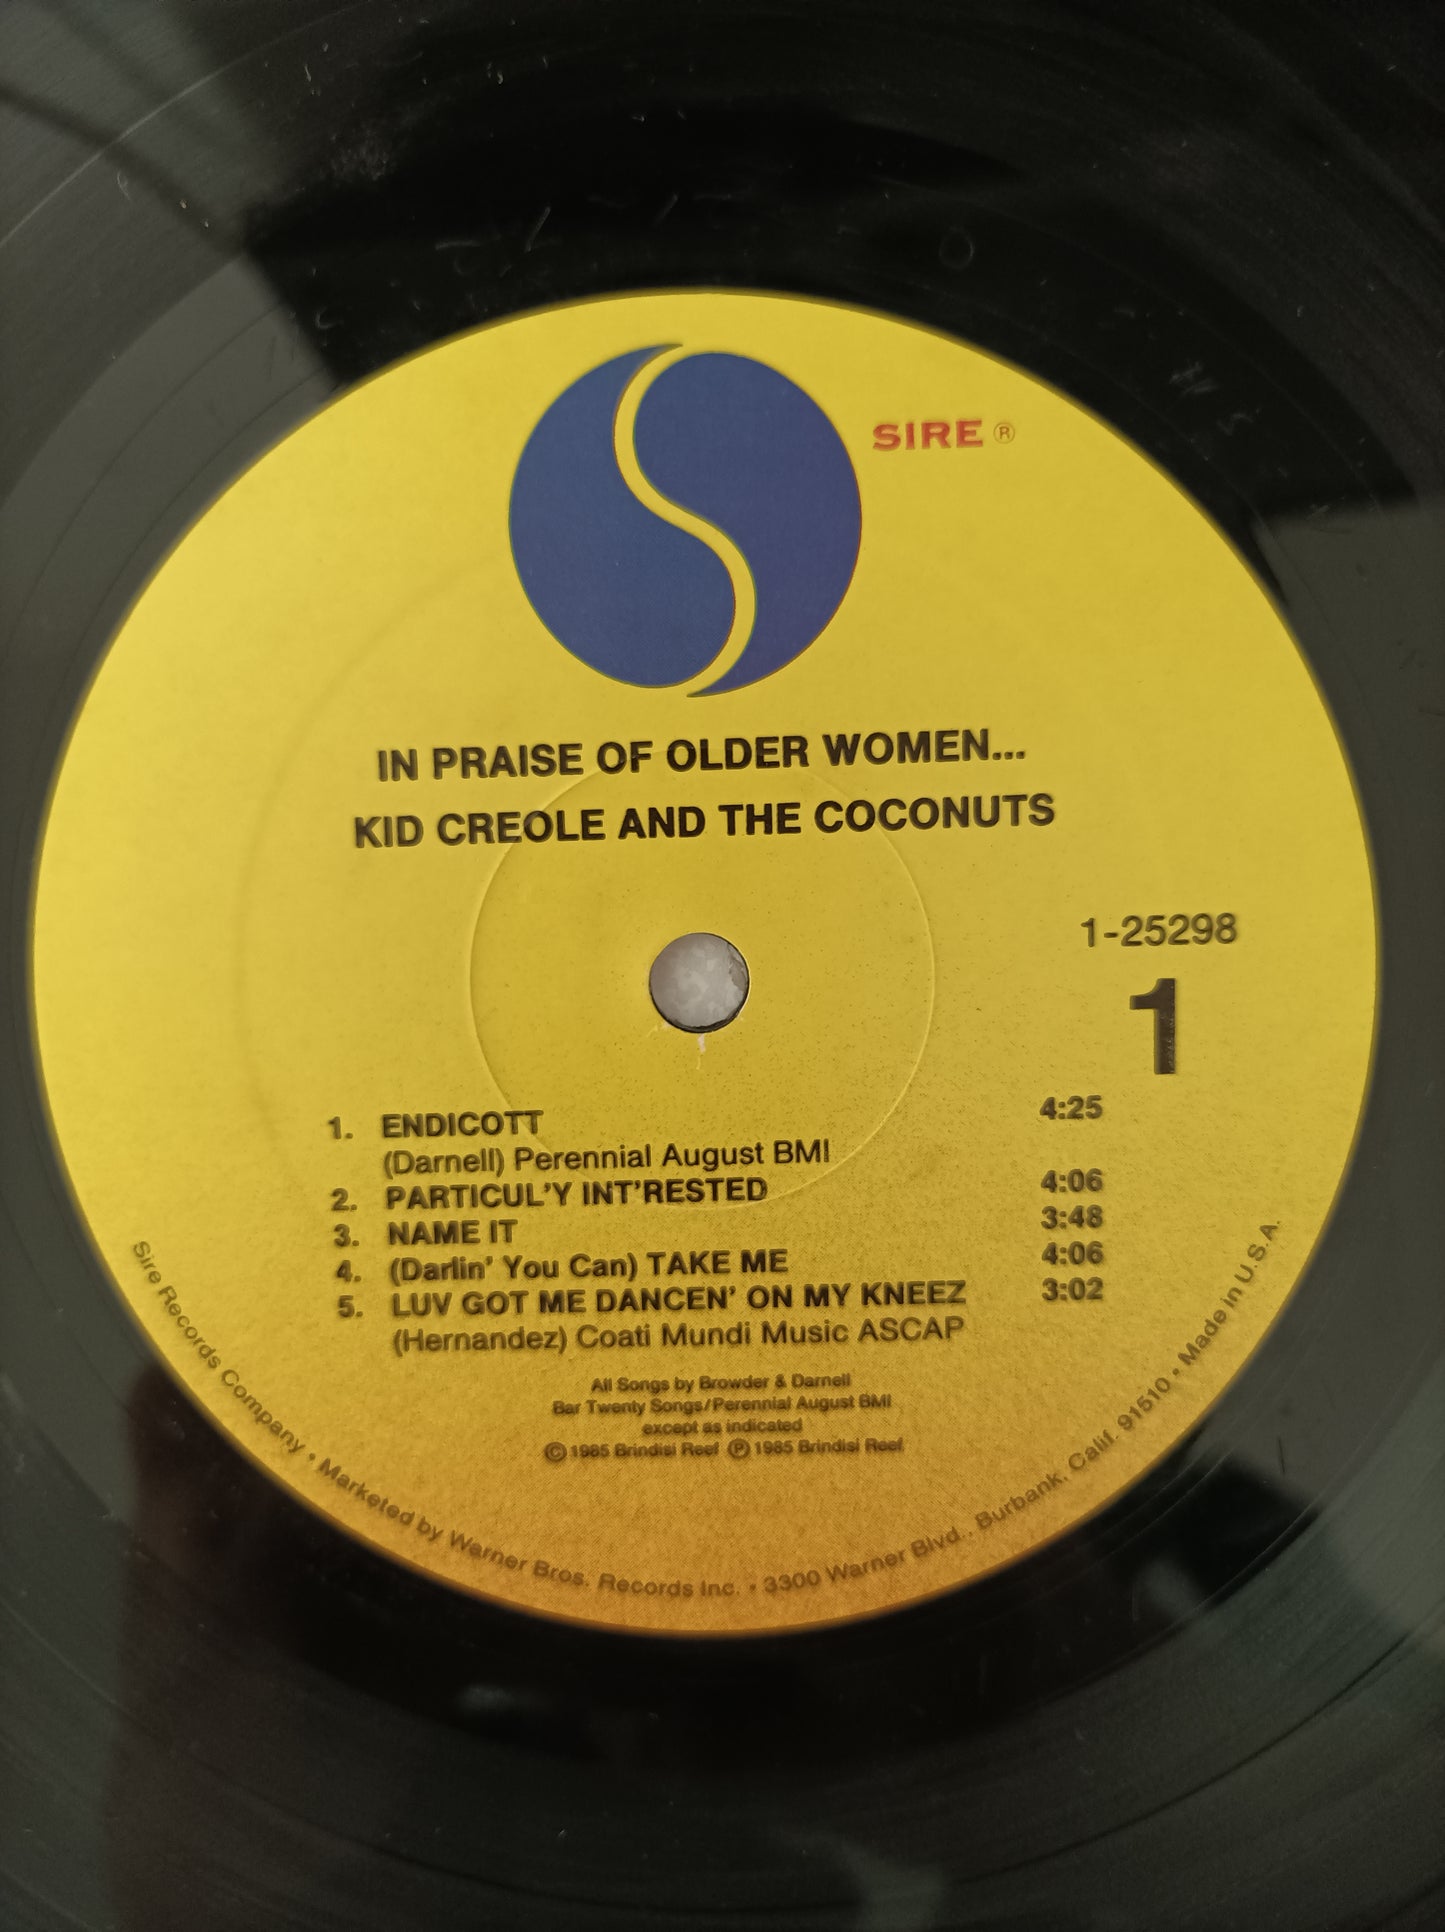 SIRE ®
IN PRAISE OF OLDER WOMEN...
KID CREOLE AND THE COCONUTS
1-25298
1
1. ENDICOTT 4:25
(Darnell) Perennial August BMI
2. PARTICUL'Y INT'RESTED 4:06
3. NAME IT 3:48
4. (Darlin' You Can) TAKE ME 4:06
5. LUV GOT ME DANCEN' ON MY KNEEZ 3:02
(Hernandez) Coati Mundi Music ASCAP
All Songs by Browder & Darnell
Bar Twenty Songs/Perennial August BMI
except as indicated
© 1985 Brindisi Reef ℗ 1985 Brindisi Reef
Sire Records Company • Marketed by Warner Bros. Records Inc. • 3300 Warner Blvd., Burbank, Calif. 91510 • Made in U.S.A.